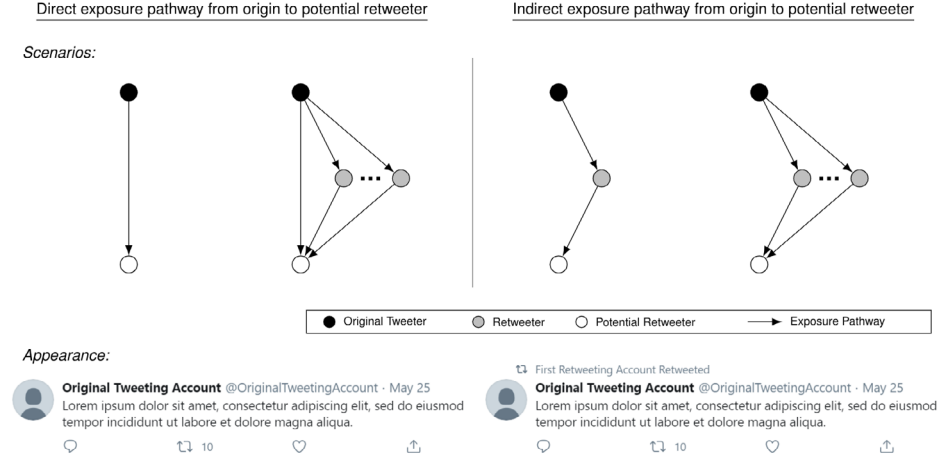 Direct exposure pathway from origin to potential retweeter
Indirect exposure pathway from origin to potential retweeter
Scenarios:
Original Tweeter
Retweeter
Potential Retweeter
Exposure Pathway
Appearance:
Original Tweeting Account @OriginalTweetingAccount · May 25
Lorem ipsum dolor sit amet, consectetur adipiscing elit, sed do eiusmod
tempor incididunt ut labore et dolore magna aliqua.
10
First Retweeting Account Retweeted
Original Tweeting Account @OriginalTweetingAccount · May 25
Lorem ipsum dolor sit amet, consectetur adipiscing elit, sed do eiusmod
tempor incididunt ut labore et dolore magna aliqua.
10